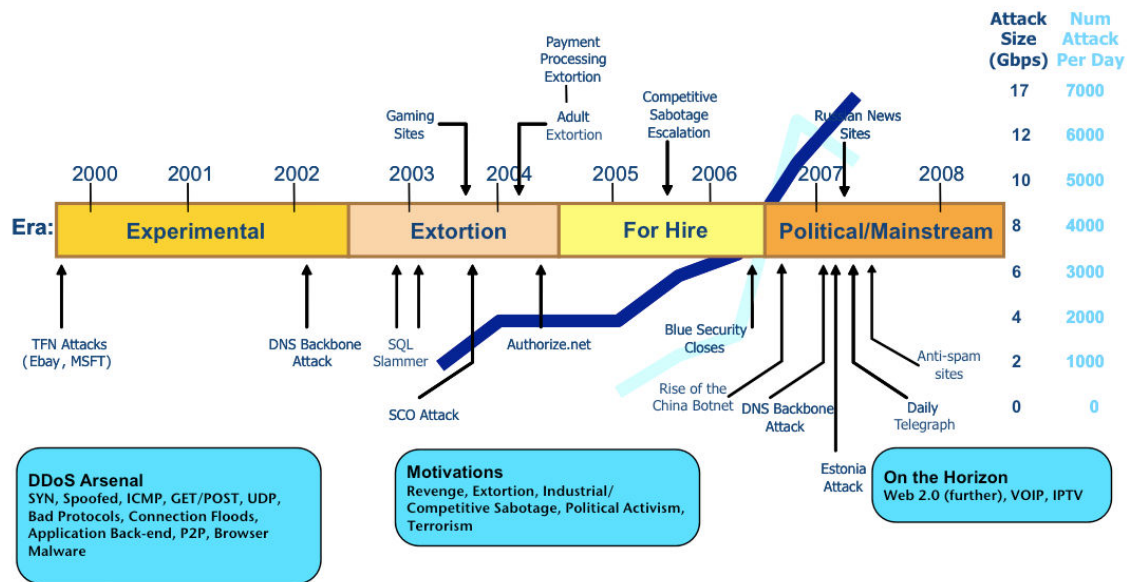 Attack
Size
(Gbps)
Num
Attack
Per Day
Payment
Processing
Extortion
Adult
Extortion
Gaming
Sites
Competitive
Sabotage
Escalation
Russian News
Sites
17 7000
12 6000
10 5000
8 4000
6 3000
4 2000
2 1000
0 0
2000 2001 2002 2003 2004 2005 2006 2007 2008
Era: Experimental Extortion For Hire Political/Mainstream
TFN Attacks
(Ebay, MSFT)
DNS Backbone
Attack
SQL
Slammer
SCO Attack
Authorize.net
Blue Security
Closes
Rise of the
China Botnet
DNS Backbone
Attack
Estonia
Attack
Daily
Telegraph
Anti-spam
sites
DDoS Arsenal
SYN, Spoofed, ICMP, GET/POST, UDP,
Bad Protocols, Connection Floods,
Application Back-end, P2P, Browser
Malware
Motivations
Revenge, Extortion, Industrial/
Competitive Sabotage, Political Activism,
Terrorism
On the Horizon
Web 2.0 (further), VOIP, IPTV